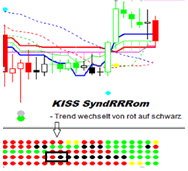 KISS SyndRRRom
- Trend wechselt von rot auf schwarz